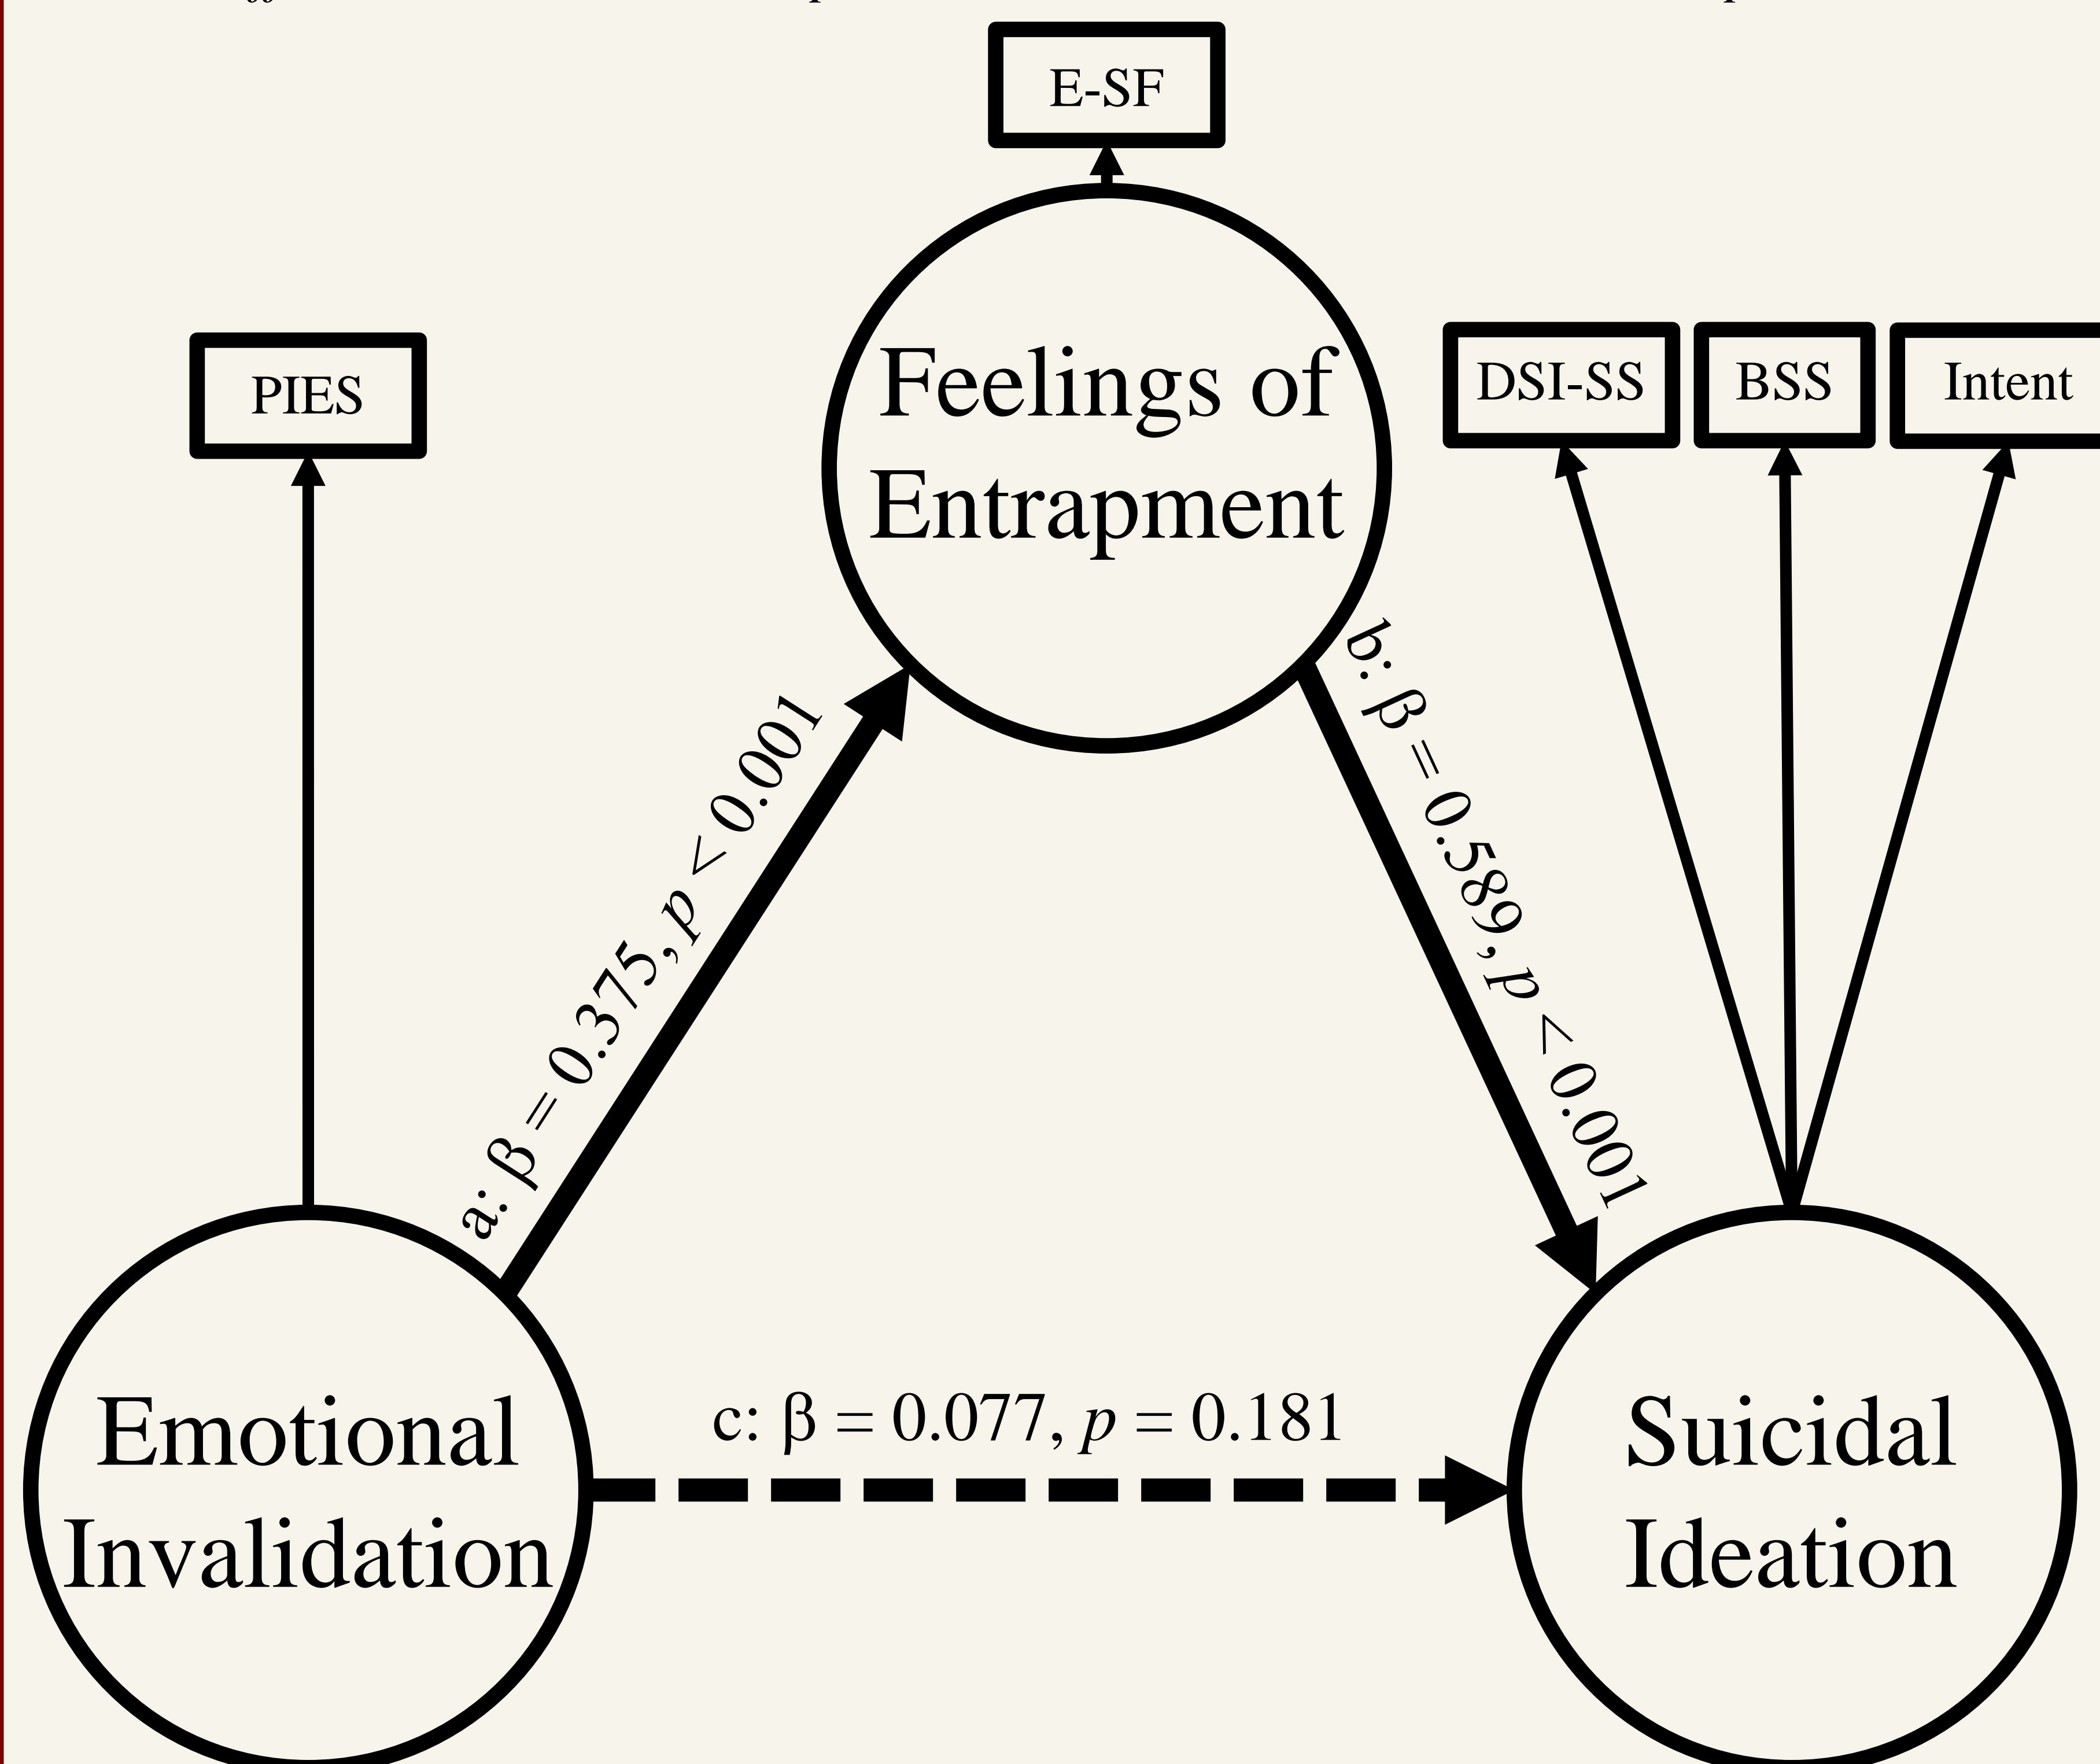 E-SF
PIES
Feelings of
Entrapment
DSI-SS
BSS
Intent
a: β = 0.375, p < 0.001
b: β = 0.589, p < 0.001
c: β = 0.077, p = 0.181
Emotional
Invalidation
Suicidal
Ideation